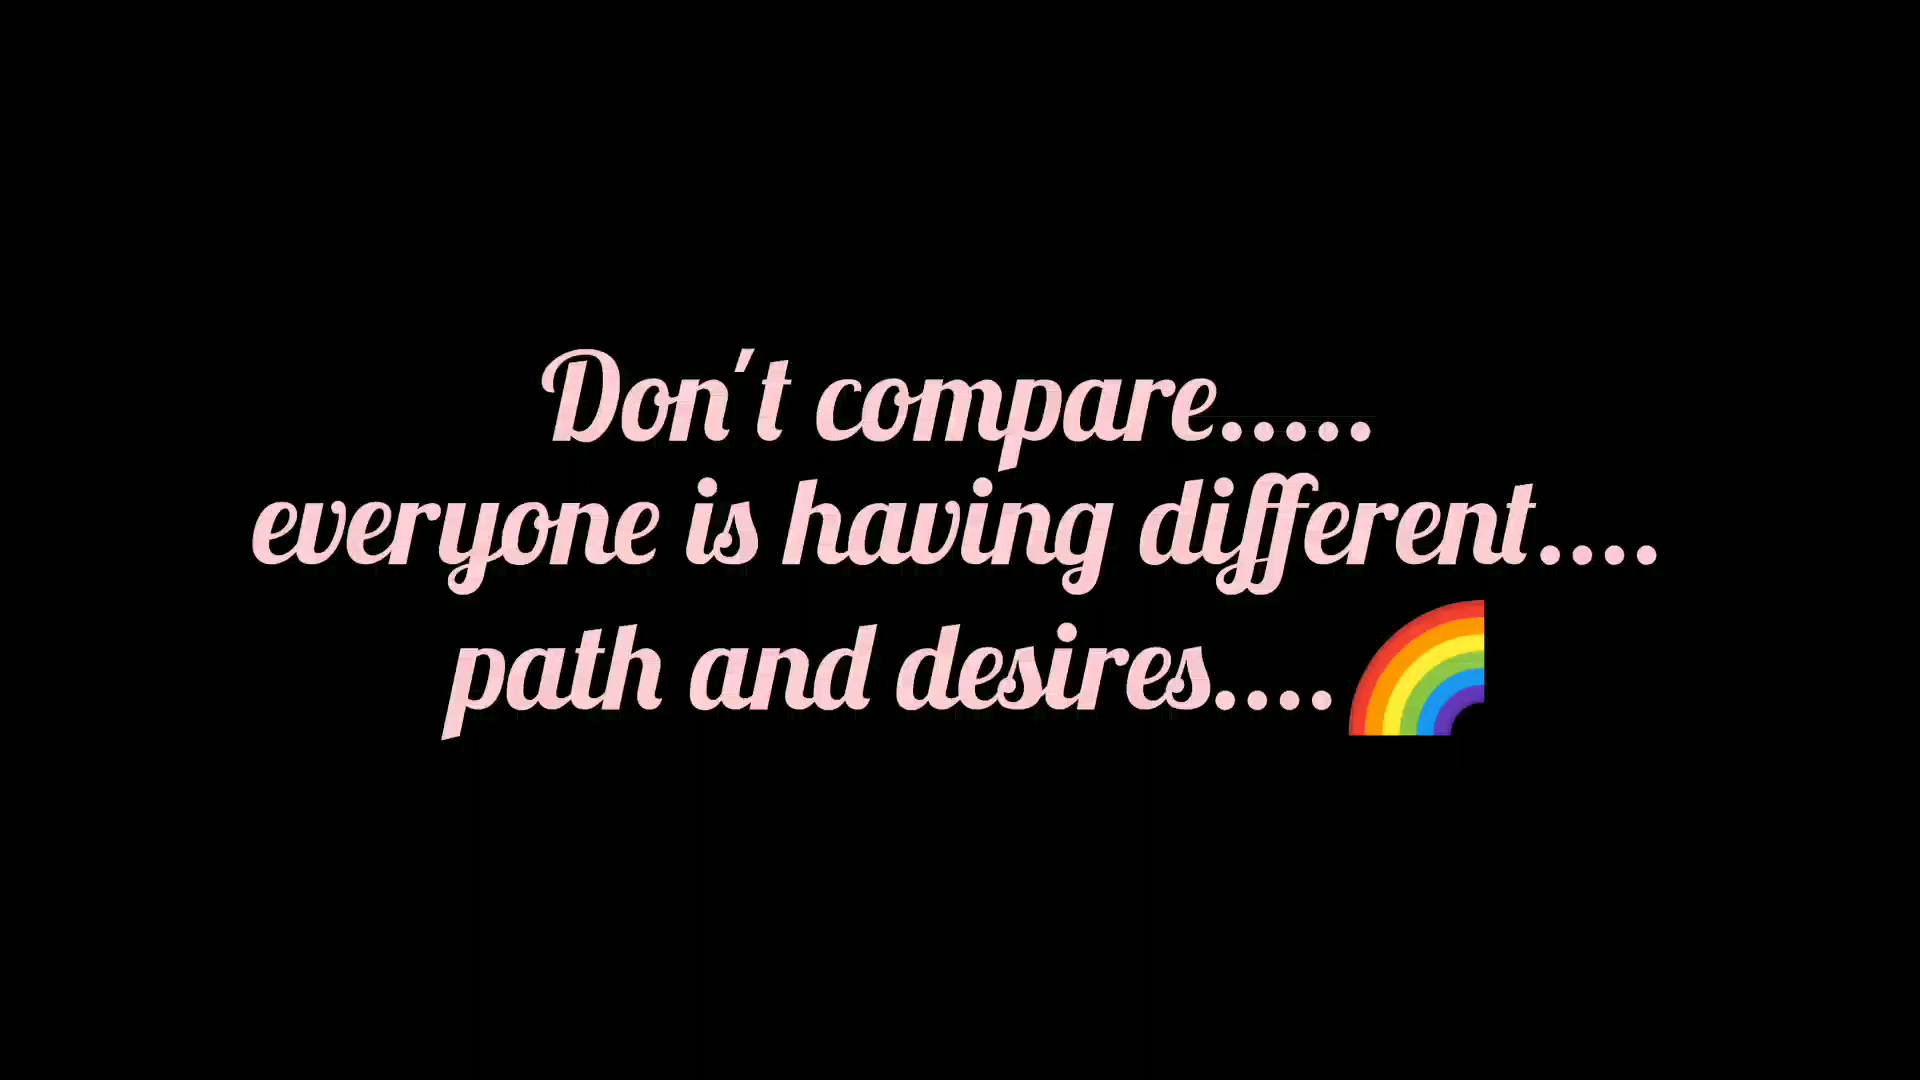 Don't compare.....
everyone is having different....
path and desires....🌈